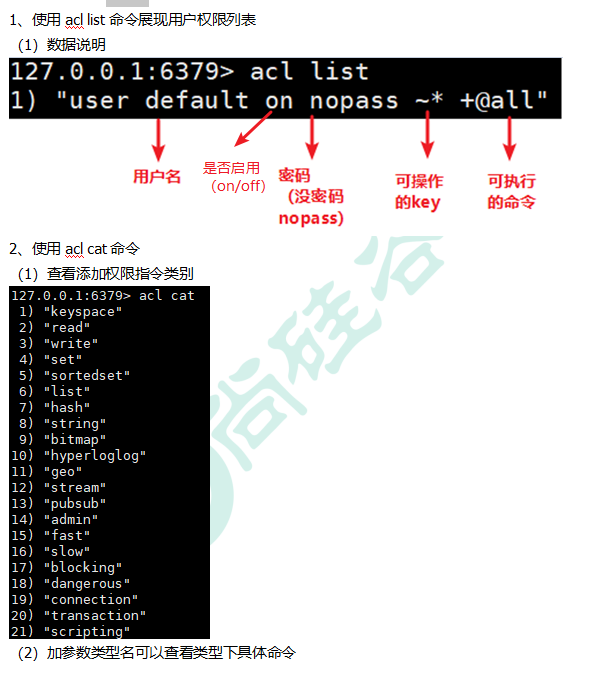 1、使用 acl list 命令展现用户权限列表
（1）数据说明
127.0.0.1:6379> acl list
1) "user default on nopass ~* +@all"
用户名
是否启用
（on/off）
密码
（没密码
nopass）
可操作
的key
可执行
的命令
2、使用 acl cat 命令
（1）查看添加权限指令类别
127.0.0.1:6379> acl cat
1) "keyspace"
2) "read"
3) "write"
4) "set"
5) "sortedset"
6) "list"
7) "hash"
8) "string"
9) "bitmap"
10) "hyperloglog"
11) "geo"
12) "stream"
13) "pubsub"
14) "admin"
15) "fast"
16) "slow"
17) "blocking"
18) "dangerous"
19) "connection"
20) "transaction"
21) "scripting"
尚硅谷
（2）加参数类型名可以查看类型下具体命令